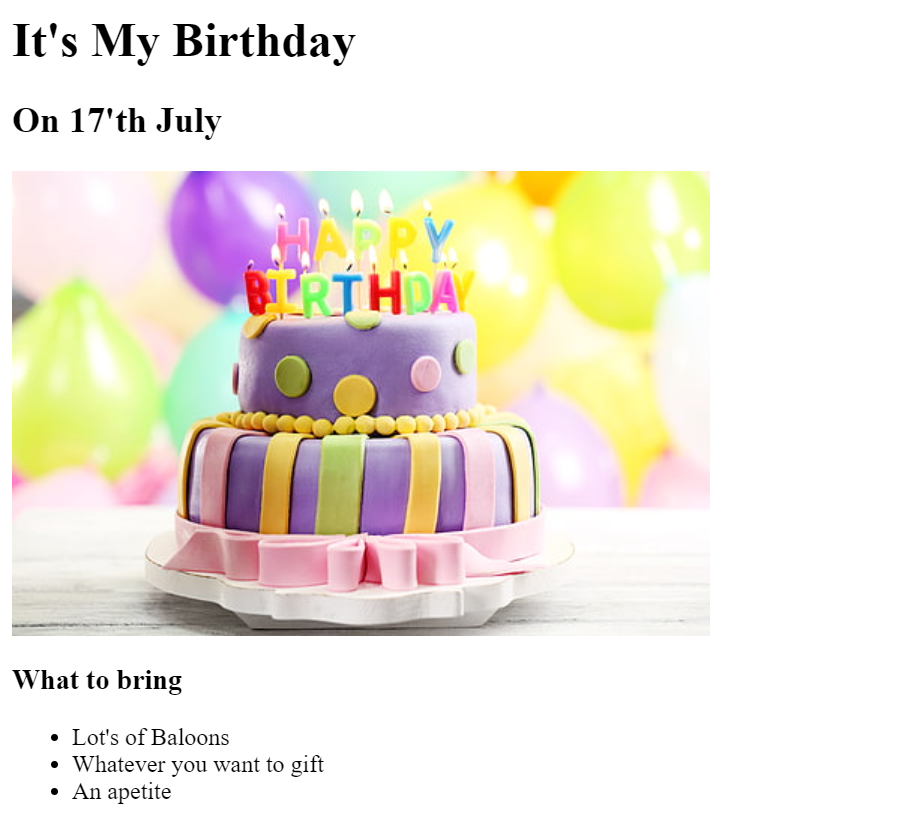 It's My Birthday
On 17'th July
HAPPY
BIRTHDAY
What to bring
Lot's of Baloons
Whatever you want to gift
An apetite